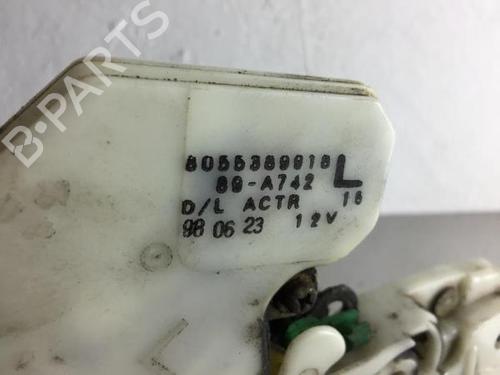 B-PARTS
8055389918
89-A742 L
D/L ACTR 16
98 06 23 12V